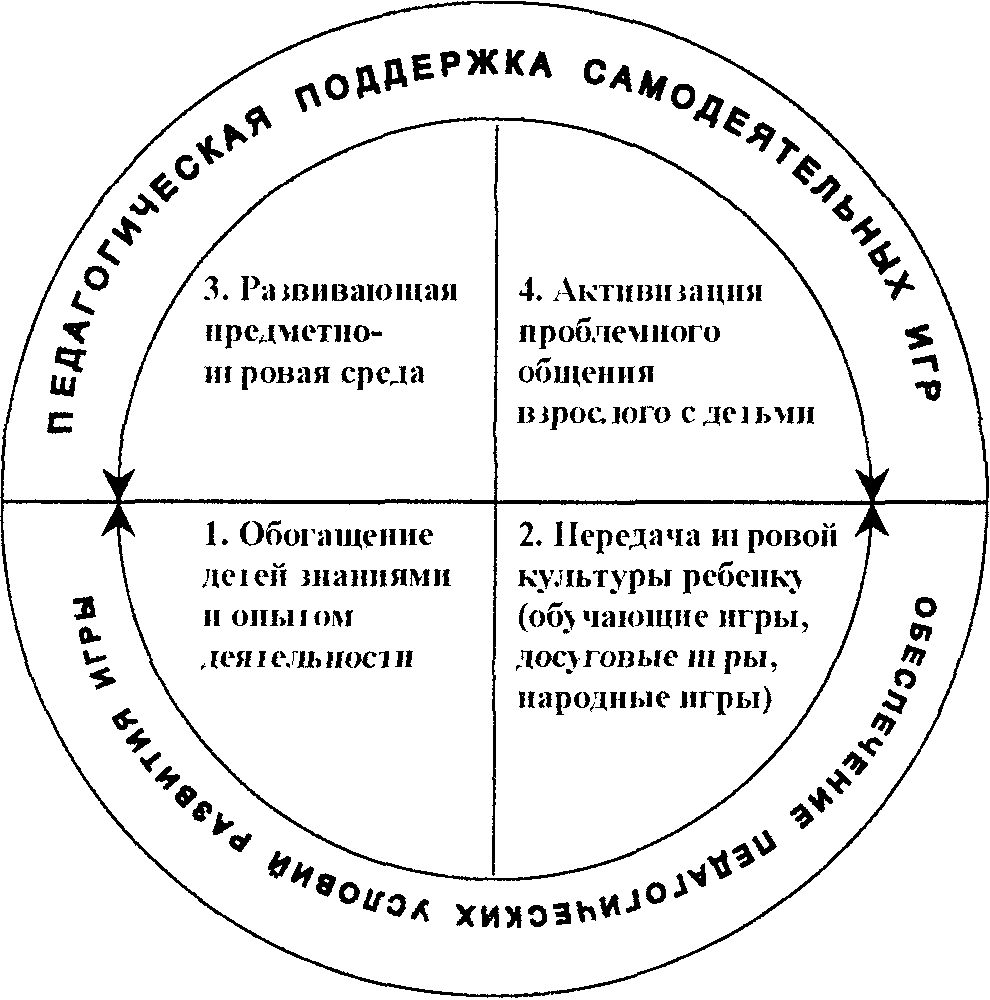 ПЕДАГОГИЧЕСКАЯ ПОДДЕРЖКА САМОДЕЯТЕЛЬНЫХ ИГР
3. Развивающая
предметно-
игровая среда
4. Активизация
проблемного
общения
взрослого с детьми
1. Обогащение
детей знаниями
и опытом
деятельности
2. Передача игровой
культуры ребенку
(обучающие игры,
досуговые игры,
народные игры)
ОБЕСПЕЧЕНИЕ ПЕДАГОГИЧЕСКИХ УСЛОВИЙ РАЗВИТИЯ ИГРЫ